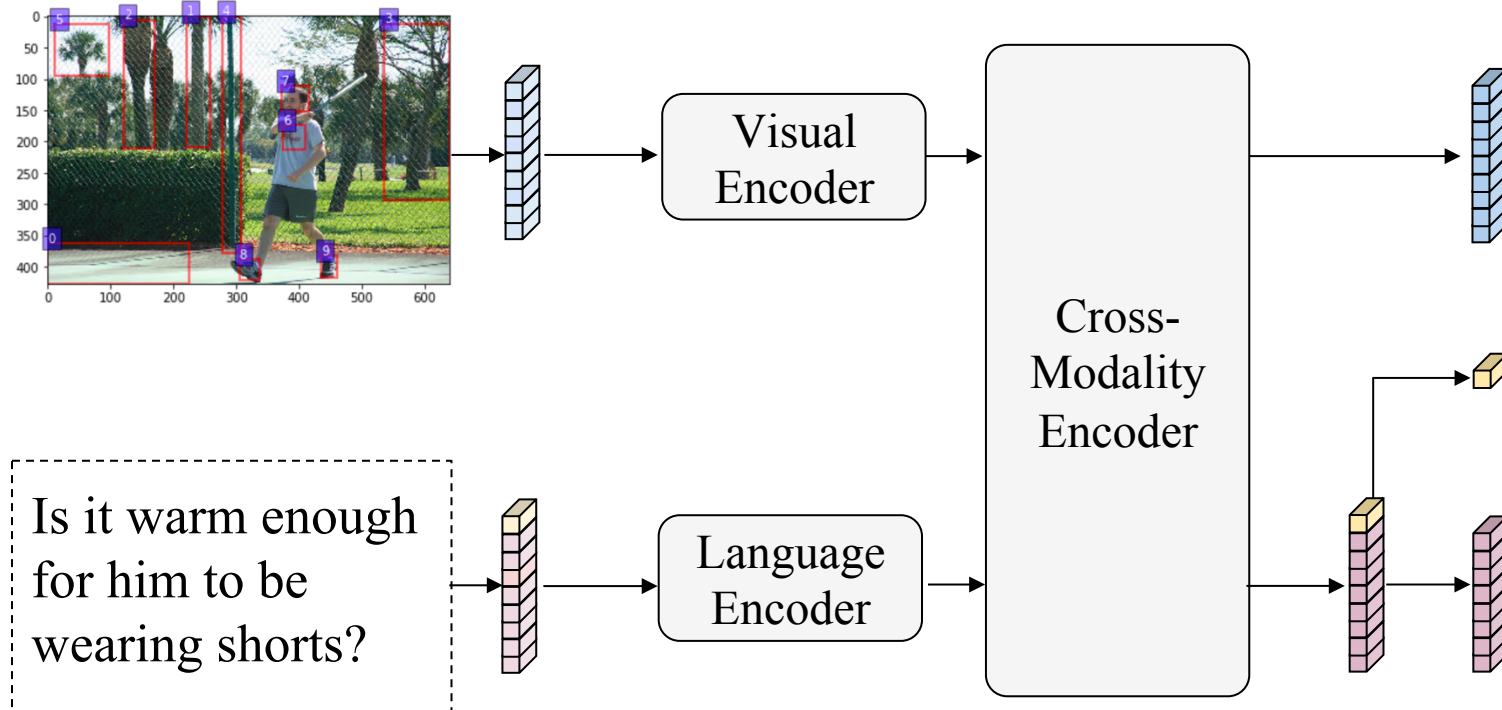 0
50
100
150
200
250
300
350
400
0
100
200
300
400
500
600
5
2
1
4
3
7
6
0
8
9
Visual
Encoder
Cross-
Modality
Encoder
Is it warm enough
for him to be
wearing shorts?
Language
Encoder